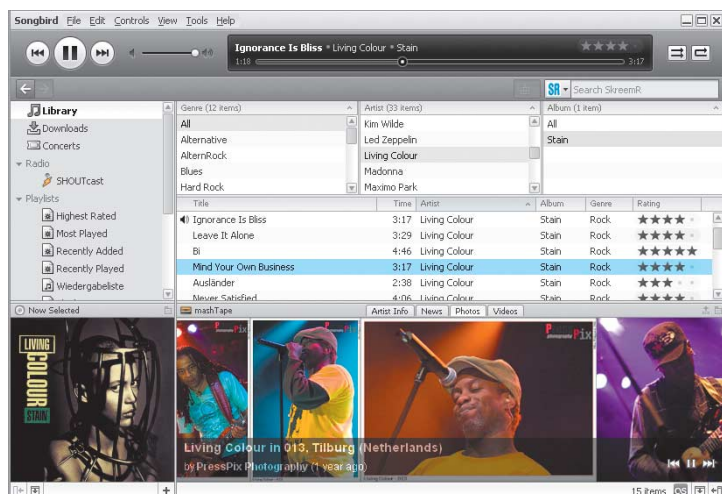 Songbird File Edit Controls View Tools Help
Ignorance Is Bliss * Living Colour * Stain
1:18 3:17
SR Search SkreemR
Library
Downloads
Concerts
Radio
SHOUTcast
Playlists
Highest Rated
Most Played
Recently Added
Recently Played
Wiedergabeliste
Genre (12 items) Artist (33 items) Album (1 item)
All Kim Wilde All
Alternative Led Zeppelin Stain
AlternRock Living Colour
Blues Madonna
Hard Rock Maximo Park
Title Time Artist Album Genre Rating
Ignorance Is Bliss 3:17 Living Colour Stain Rock
Leave It Alone 3:29 Living Colour Stain Rock
Bi 4:46 Living Colour Stain Rock
Mind Your Own Business 3:17 Living Colour Stain Rock
Ausländer 2:38 Living Colour Stain Rock
Never Satisfied 4:06 Living Colour Stain Rock
Now Selected
LIVING
COLOUR
STAIN
mashTape Artist Info News Photos Videos
Living Colour in 013, Tilburg (Netherlands)
by PressPix Photography (1 year ago)
15 items